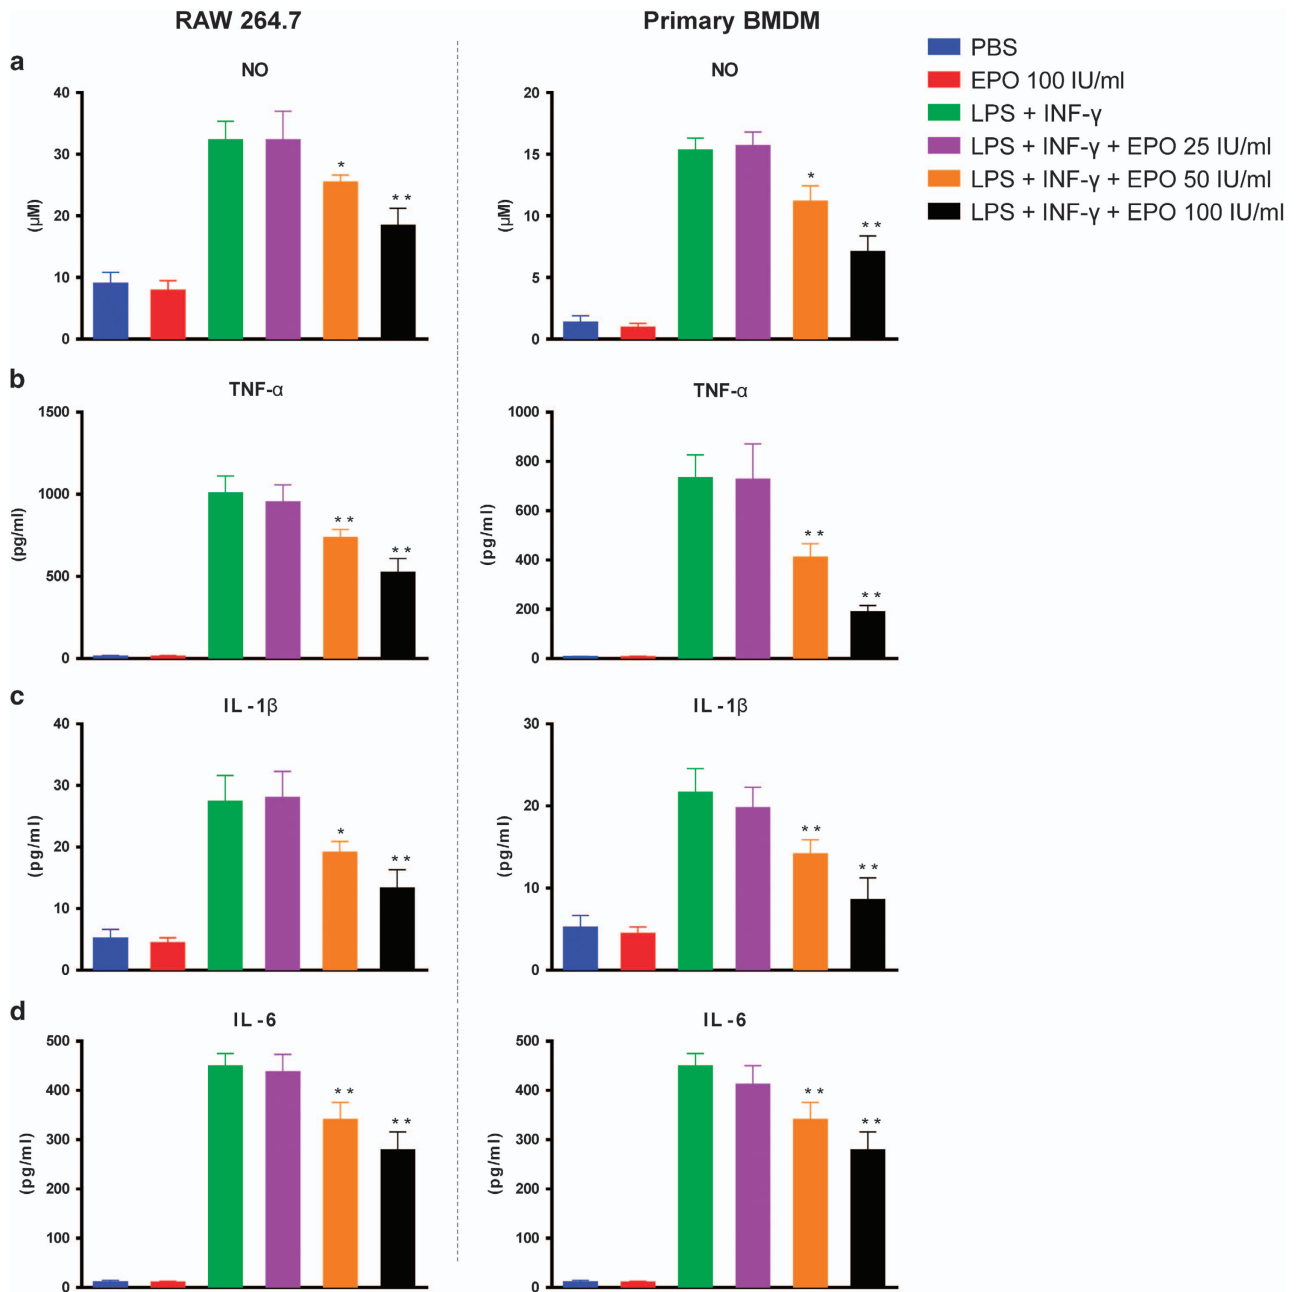 RAW 264.7
Primary BMDM
PBS
EPO 100 IU/ml
LPS + INF-γ
LPS + INF-γ + EPO 25 IU/ml
LPS + INF-γ + EPO 50 IU/ml
LPS + INF-γ + EPO 100 IU/ml
a
NO
40
30
20
10
0
(µM)
*
* *
NO
20
15
10
5
0
(µM)
*
* *
b
TNF-α
1500
1000
500
0
(pg/ml)
* *
* *
TNF-α
1000
800
600
400
200
0
(pg/ml)
* *
* *
c
IL -1β
40
30
20
10
0
(pg/ml)
*
* *
IL -1β
30
20
10
0
(pg/ml)
* *
* *
d
IL -6
500
400
300
200
100
0
(pg/ml)
* *
* *
IL -6
500
400
300
200
100
0
(pg/ml)
* *
* *